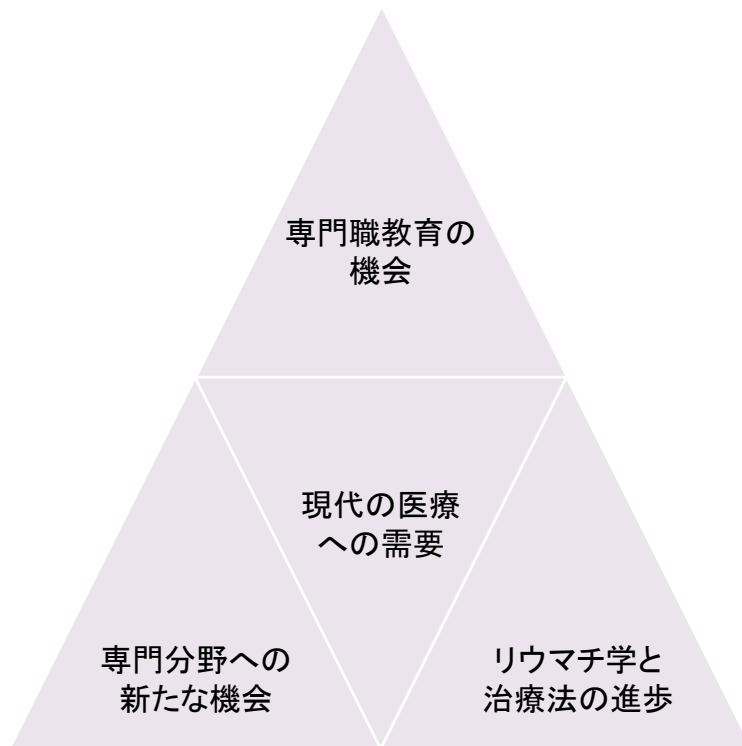 専門職教育の
機会
現代の医療
への需要
専門分野への
新たな機会
リウマチ学と
治療法の進歩